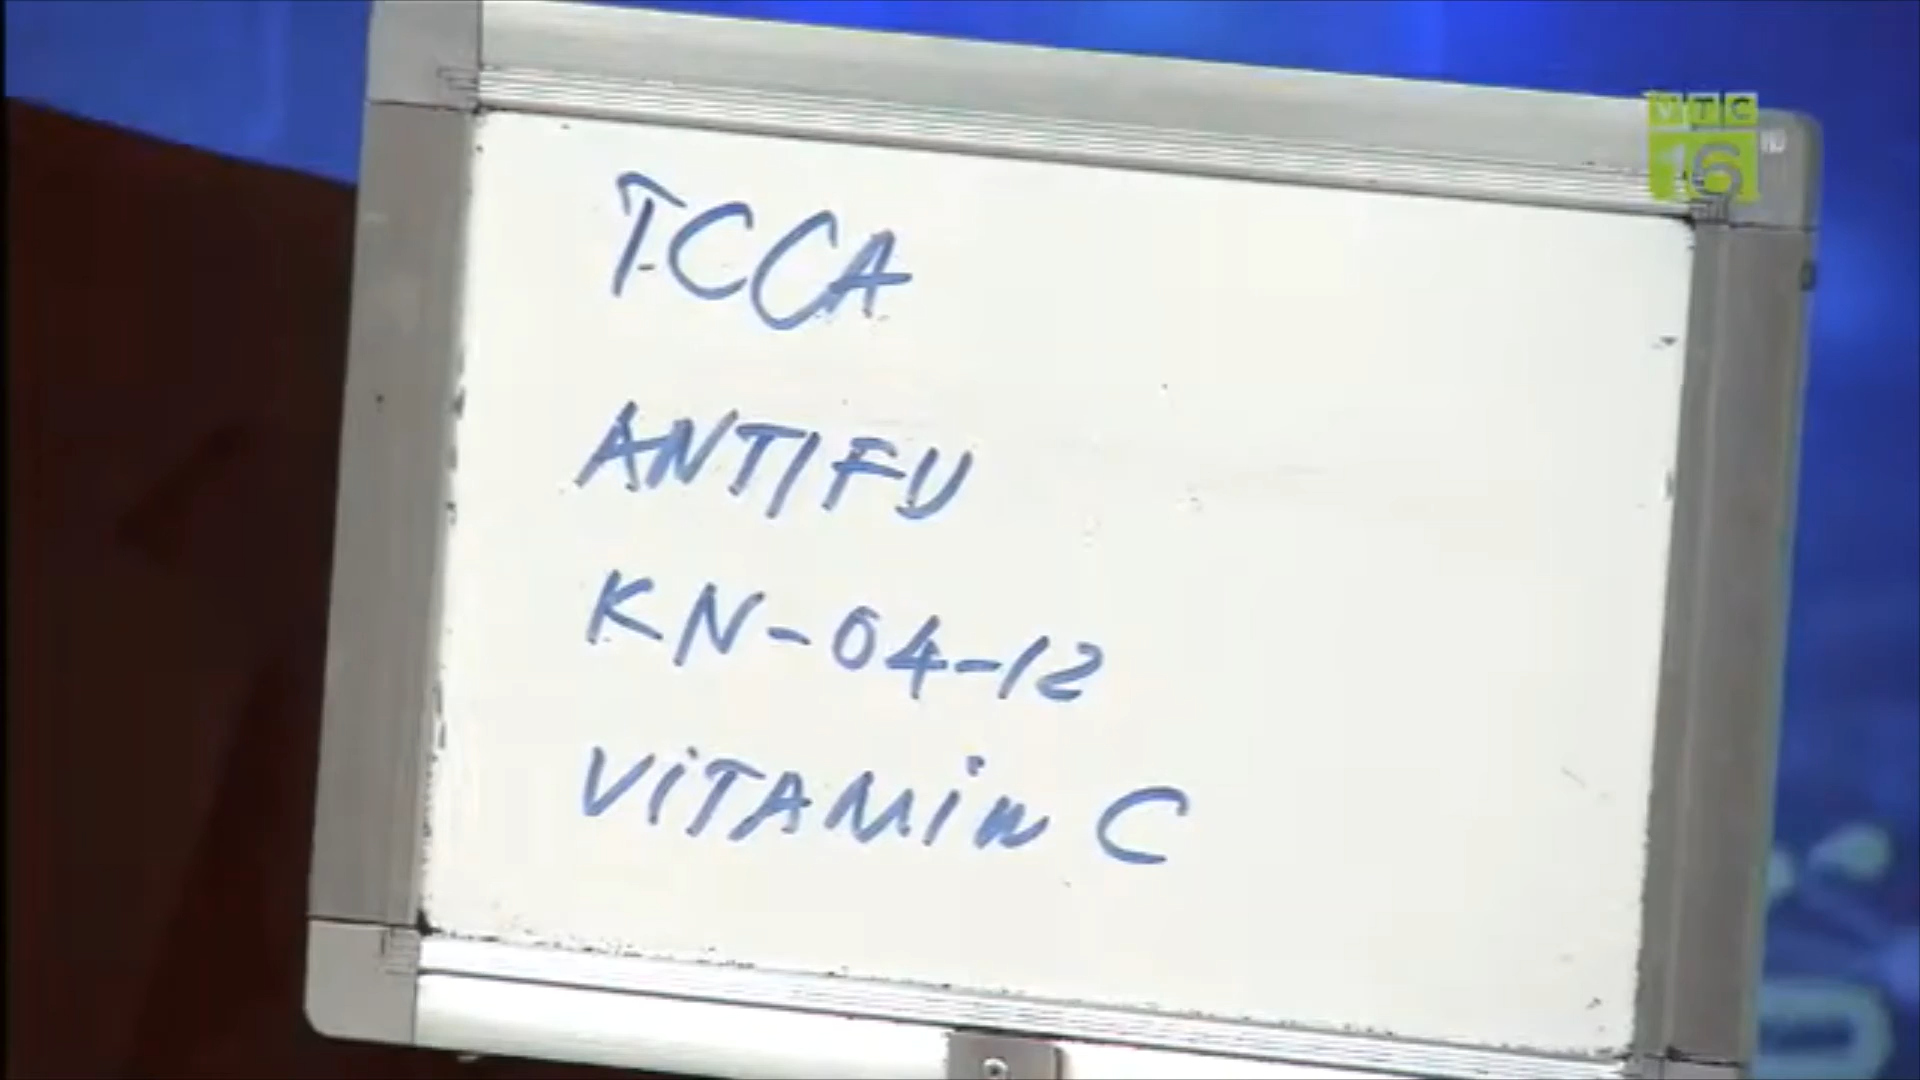 VTC
16
HD
TCCA
ANTIFU
KN-04-12
ViTAMiN C